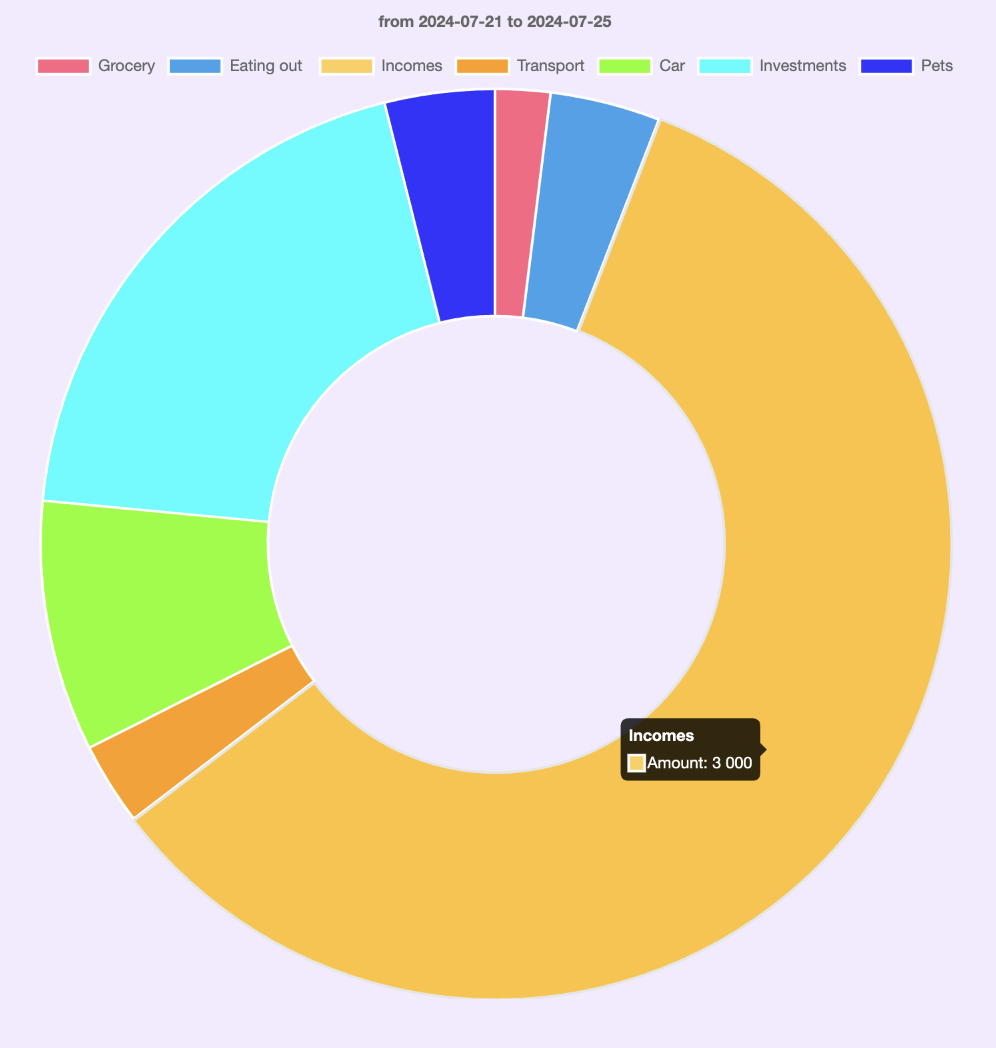 from 2024-07-21 to 2024-07-25
Grocery Eating out Incomes Transport Car Investments Pets
Incomes
Amount: 3 000